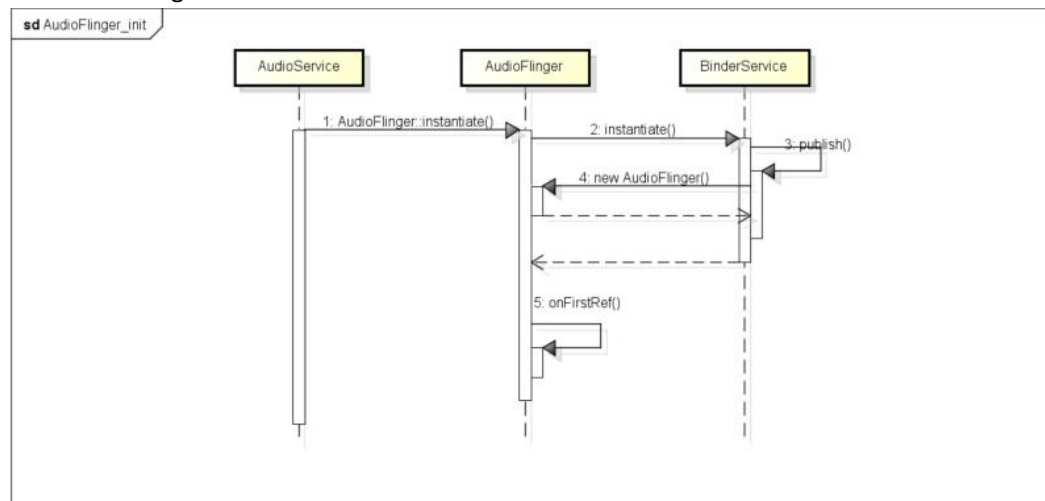 sd AudioFlinger_init
AudioService
AudioFlinger
BinderService
1: AudioFlinger::instantiate()
2: instantiate()
3: publish()
4: new AudioFlinger()
5: onFirstRef()